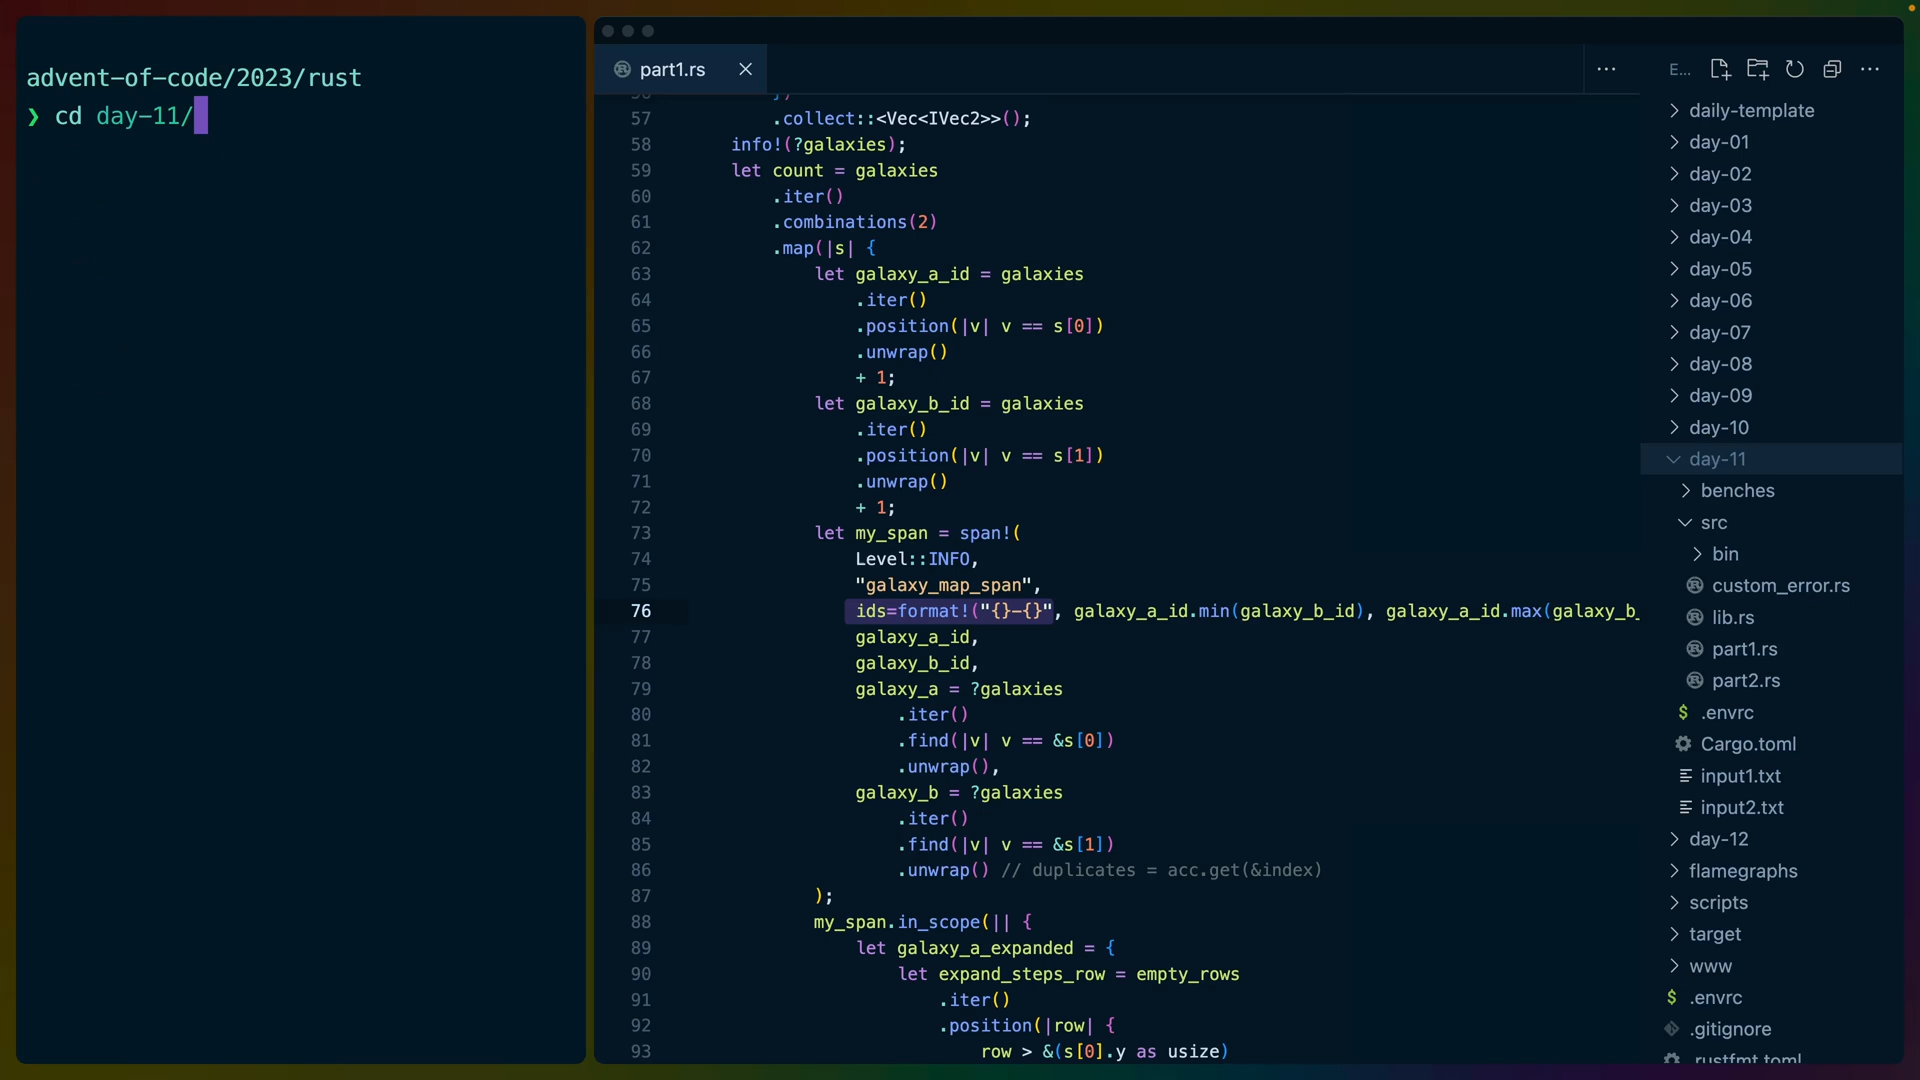 advent-of-code/2023/rust
❯ cd day-11/
part1.rs
57 .collect::<Vec<IVec2>>();
58 info!(?galaxies);
59 let count = galaxies
60 .iter()
61 .combinations(2)
62 .map(|s| {
63 let galaxy_a_id = galaxies
64 .iter()
65 .position(|v| v == s[0])
66 .unwrap()
67 + 1;
68 let galaxy_b_id = galaxies
69 .iter()
70 .position(|v| v == s[1])
71 .unwrap()
72 + 1;
73 let my_span = span!(
74 Level::INFO,
75 "galaxy_map_span",
76 ids=format!("{}-{}", galaxy_a_id.min(galaxy_b_id), galaxy_a_id.max(galaxy_b_
77 galaxy_a_id,
78 galaxy_b_id,
79 galaxy_a = ?galaxies
80 .iter()
81 .find(|v| v == &s[0])
82 .unwrap(),
83 galaxy_b = ?galaxies
84 .iter()
85 .find(|v| v == &s[1])
86 .unwrap() // duplicates = acc.get(&index)
87 );
88 my_span.in_scope(|| {
89 let galaxy_a_expanded = {
90 let expand_steps_row = empty_rows
91 .iter()
92 .position(|row| {
93 row > &(s[0].y as usize)
E...
daily-template
day-01
day-02
day-03
day-04
day-05
day-06
day-07
day-08
day-09
day-10
day-11
benches
src
bin
custom_error.rs
lib.rs
part1.rs
part2.rs
$ .envrc
Cargo.toml
input1.txt
input2.txt
day-12
flamegraphs
scripts
target
www
$ .envrc
.gitignore
.rustfmt.toml